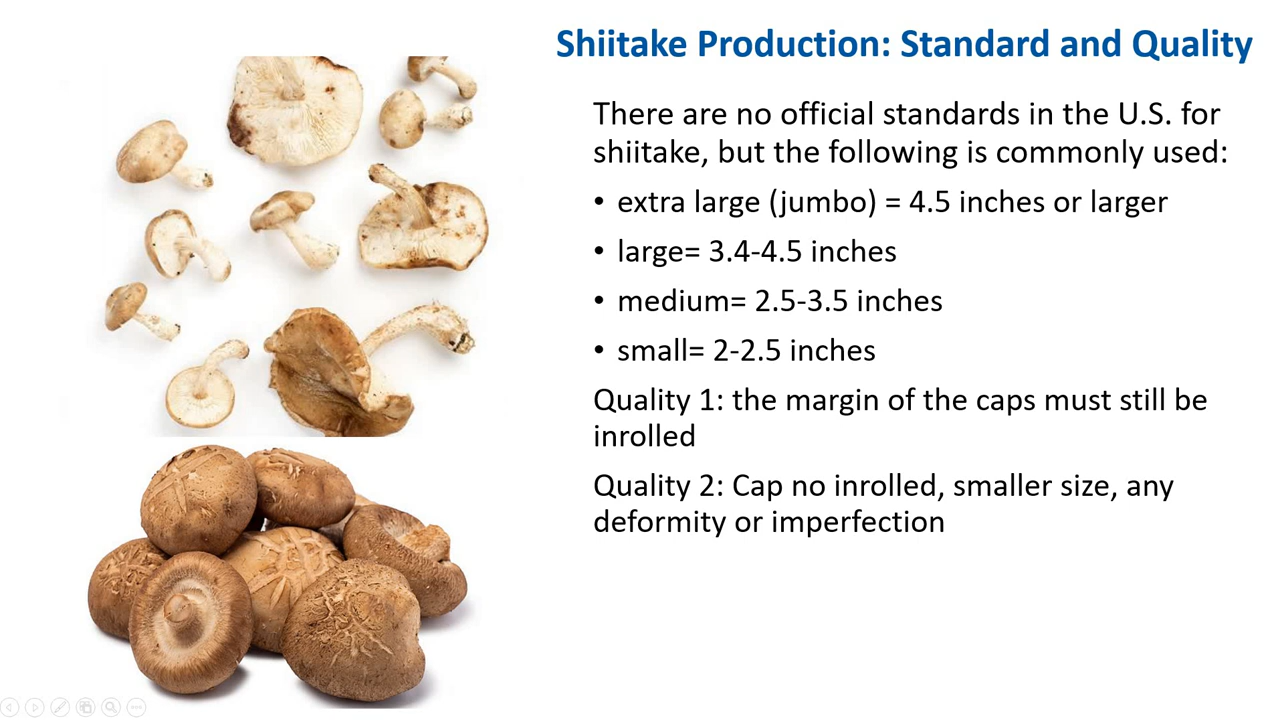 Shiitake Production: Standard and Quality
There are no official standards in the U.S. for
shiitake, but the following is commonly used:
• extra large (jumbo) = 4.5 inches or larger
• large= 3.4-4.5 inches
• medium= 2.5-3.5 inches
• small= 2-2.5 inches
Quality 1: the margin of the caps must still be
inrolled
Quality 2: Cap no inrolled, smaller size, any
deformity or imperfection